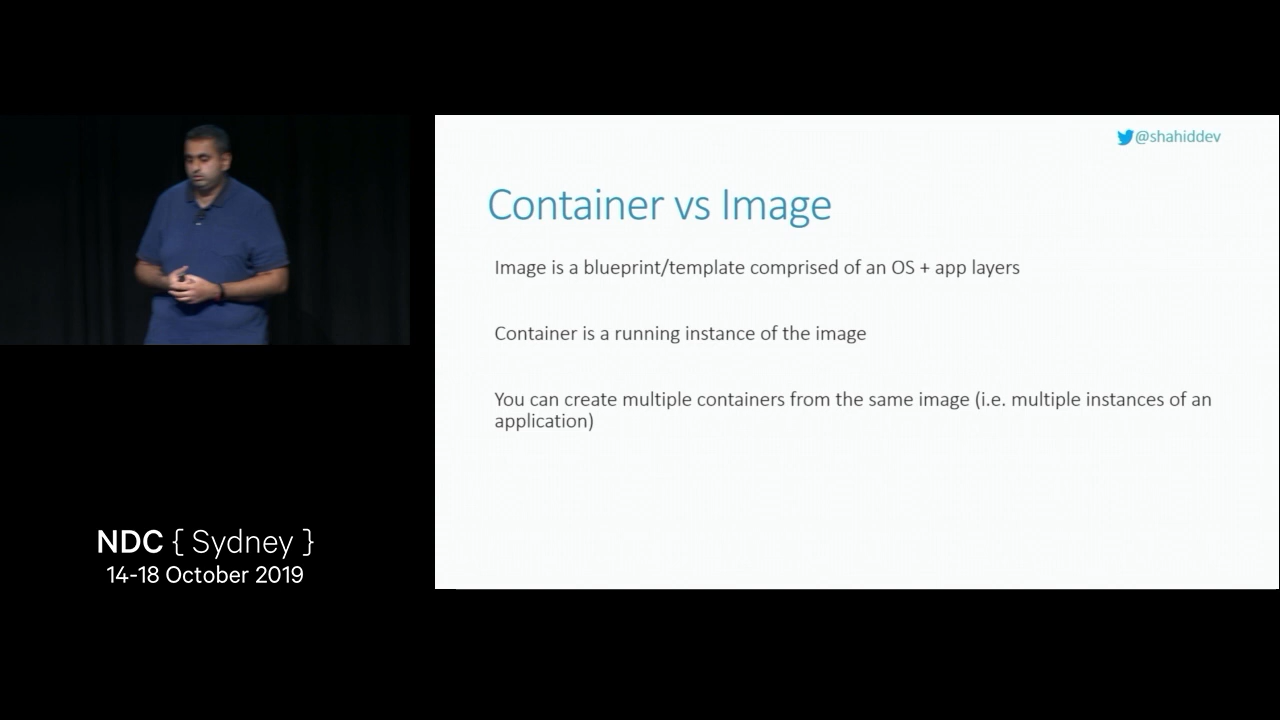 @shahiddev
Container vs Image
Image is a blueprint/template comprised of an OS + app layers
Container is a running instance of the image
You can create multiple containers from the same image (i.e. multiple instances of an
application)
NDC { Sydney }
14-18 October 2019